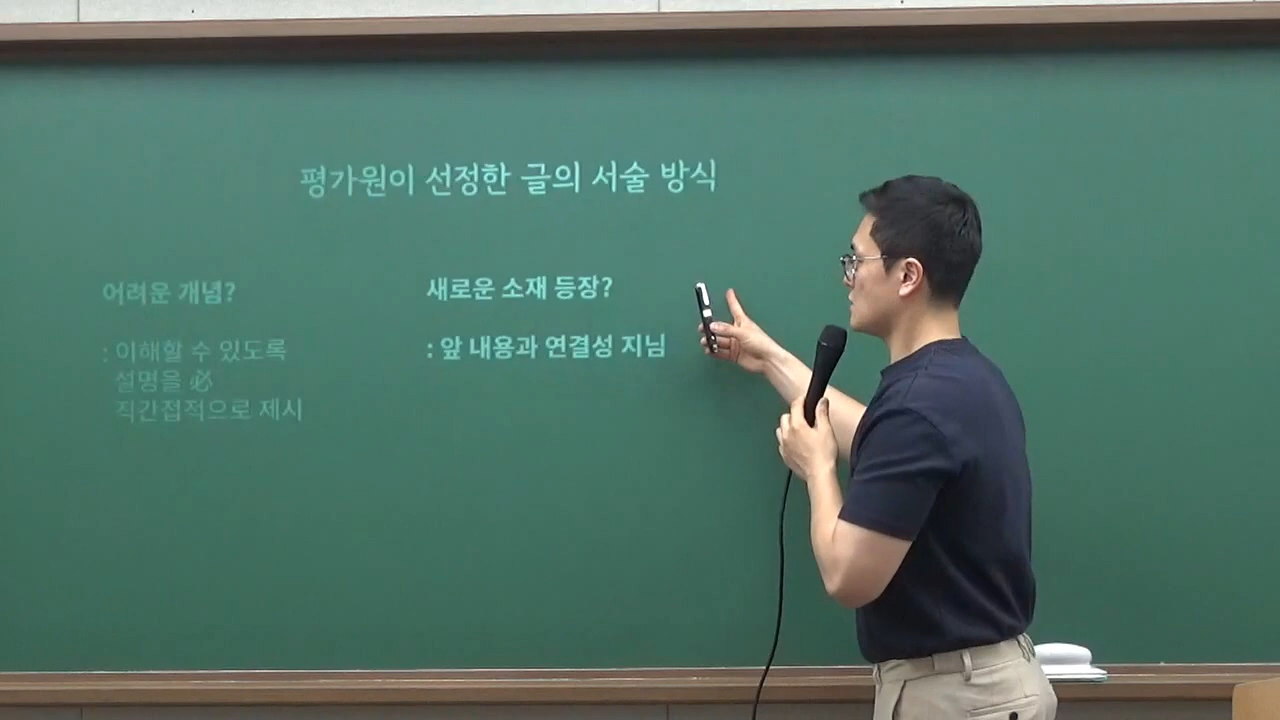 평가원이 선정한 글의 서술 방식
어려운 개념?
: 이해할 수 있도록
설명을 必
직간접적으로 제시
새로운 소재 등장?
: 앞 내용과 연결성 지님